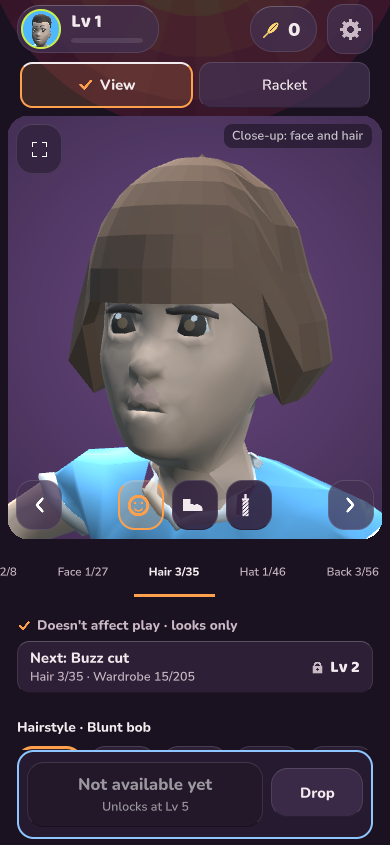 Lv 1
0
View
Racket
Close-up: face and hair
2/8
Face 1/27
Hair 3/35
Hat 1/46
Back 3/56
Doesn't affect play · looks only
Next: Buzz cut
Hair 3/35 · Wardrobe 15/205
Lv 2
Hairstyle · Blunt bob
Not available yet
Unlocks at Lv 5
Drop